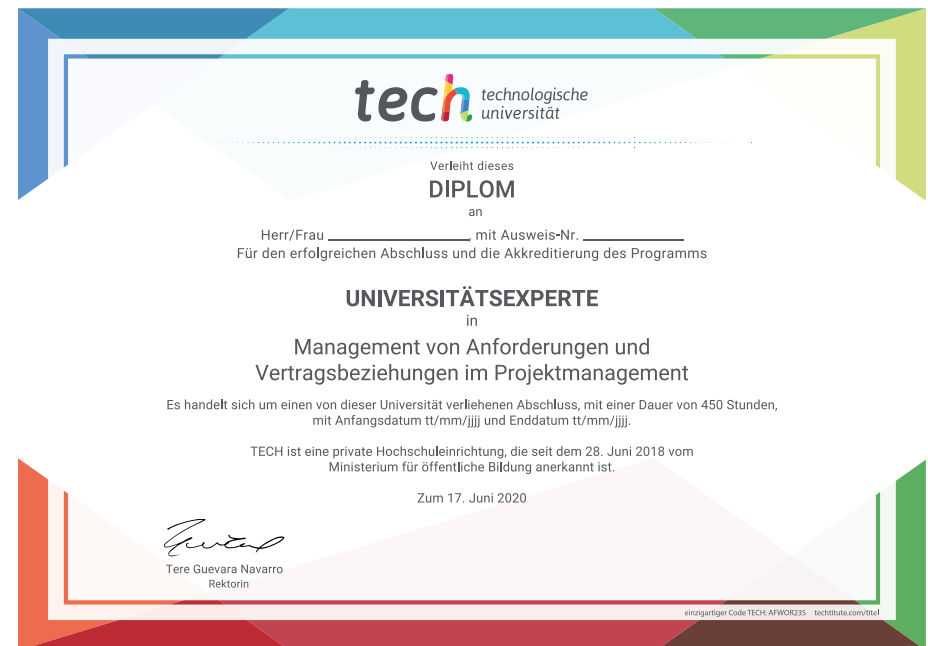 tech technologische
universität
Verleiht dieses
DIPLOM
an
Herr/Frau ____________, mit Ausweis-Nr. ____________
Für den erfolgreichen Abschluss und die Akkreditierung des Programms
UNIVERSITÄTSEXPERTE
in
Management von Anforderungen und
Vertragsbeziehungen im Projektmanagement
Es handelt sich um einen von dieser Universität verliehenen Abschluss, mit einer Dauer von 450 Stunden,
mit Anfangsdatum tt/mm/jjjj und Enddatum tt/mm/jjjj.
TECH ist eine private Hochschuleinrichtung, die seit dem 28. Juni 2018 vom
Ministerium für öffentliche Bildung anerkannt ist.
Zum 17. Juni 2020
Tere Guevara Navarro
Rektorin
einzigartiger Code TECH: AFWOR23S techtitute.com/titel